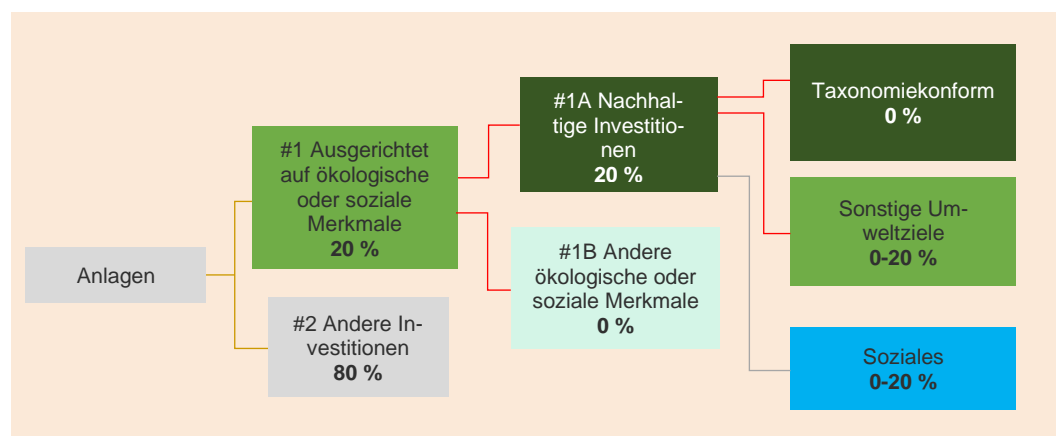 Anlagen
#1 Ausgerichtet
auf ökologische
oder soziale
Merkmale
20 %
#2 Andere In-
vestitionen
80 %
#1A Nachhal-
tige Investitio-
nen
20 %
#1B Andere
ökologische oder
soziale Merkmale
0 %
Taxonomiekonform
0 %
Sonstige Um-
weltziele
0-20 %
Soziales
0-20 %